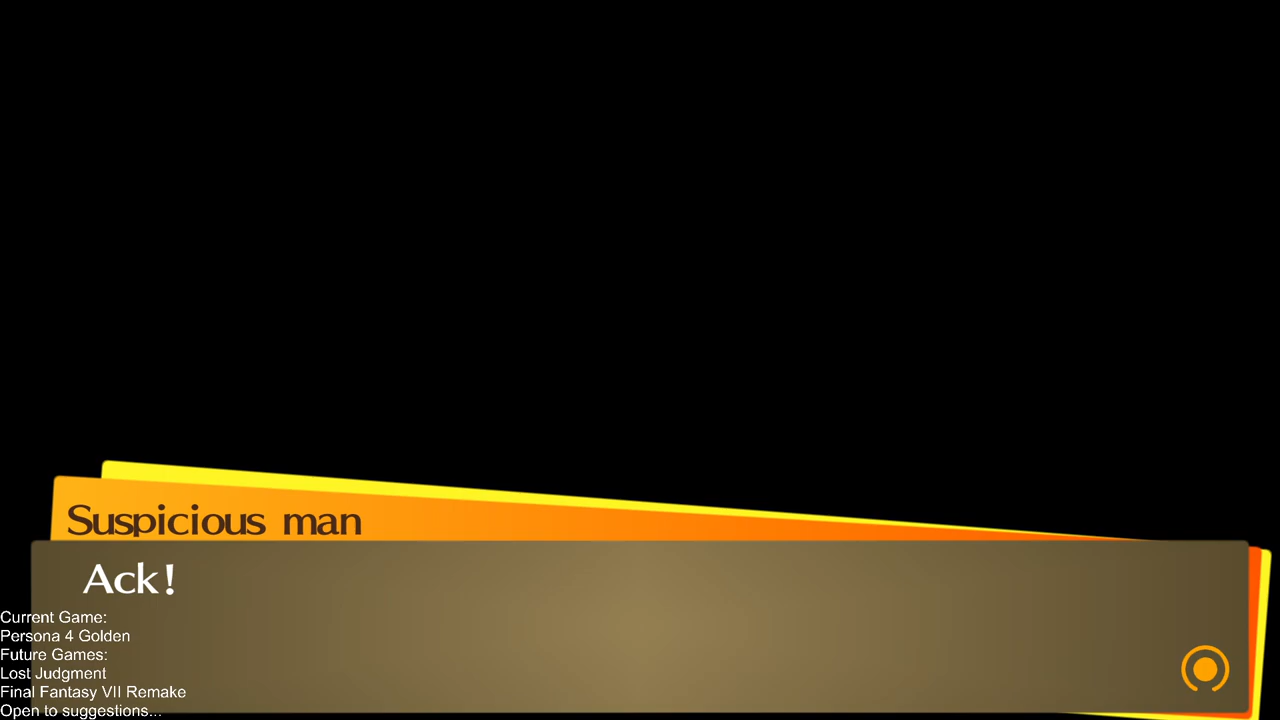 Suspicious man
Ack!
Current Game:
Persona 4 Golden
Future Games:
Lost Judgment
Final Fantasy VII Remake
Open to suggestions...